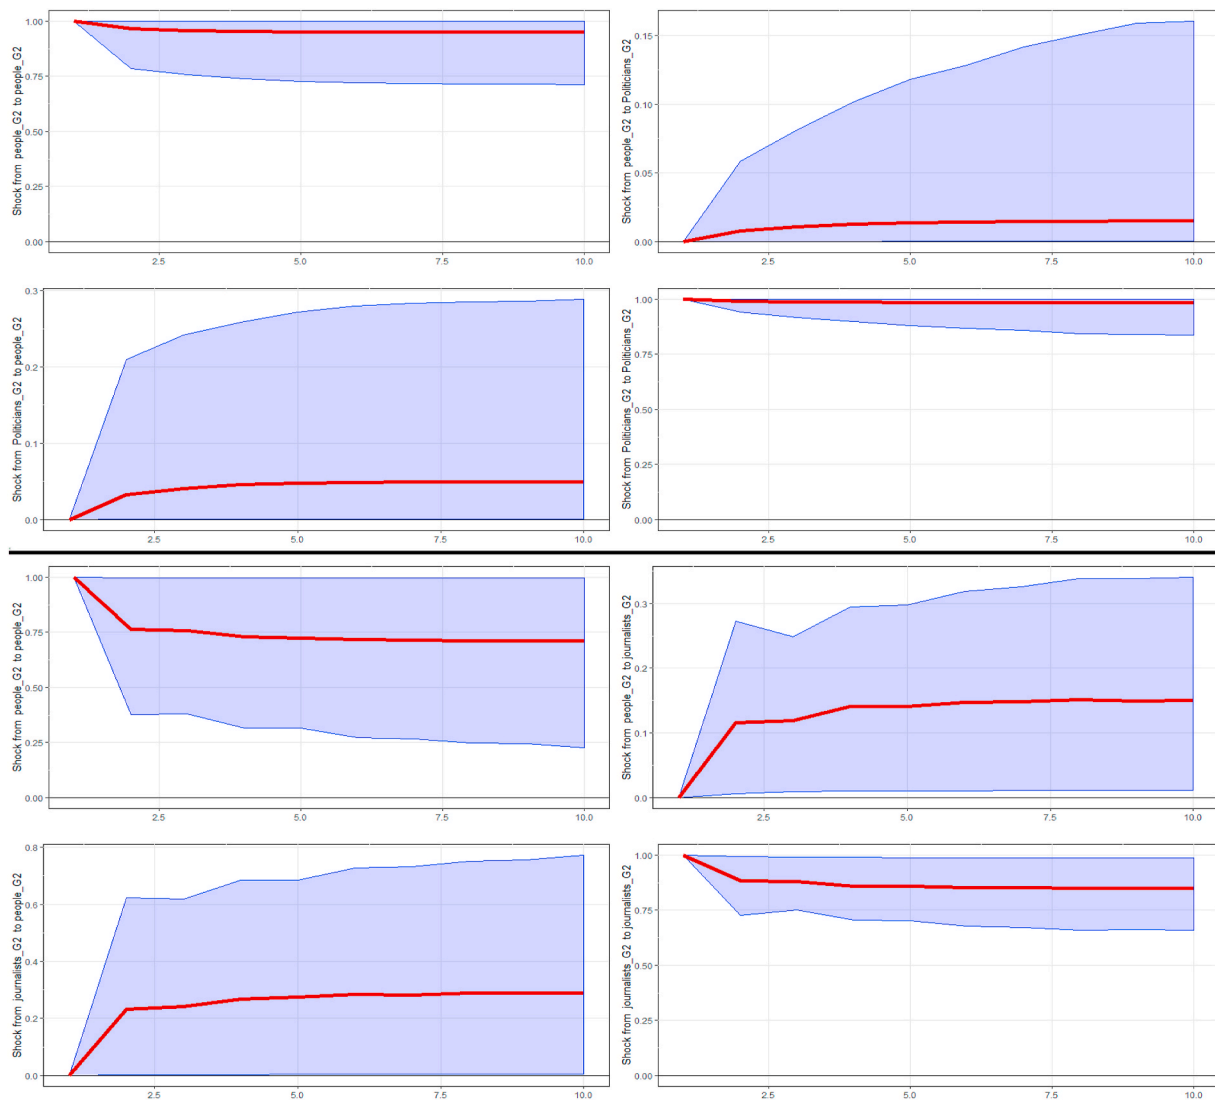 Shock from people_G2 to people_G2
1.00
0.75
0.50
0.25
0.00
2.5 5.0 7.5 10.0
Shock from people_G2 to Politicians_G2
0.15
0.10
0.05
0.00
2.5 5.0 7.5 10.0
Shock from Politicians_G2 to people_G2
0.3
0.2
0.1
0.0
2.5 5.0 7.5 10.0
Shock from Politicians_G2 to Politicians_G2
1.00
0.75
0.50
0.25
0.00
2.5 5.0 7.5 10.0
Shock from people_G2 to people_G2
1.00
0.75
0.50
0.25
0.00
2.5 5.0 7.5 10.0
Shock from people_G2 to journalists_G2
0.3
0.2
0.1
0.0
2.5 5.0 7.5 10.0
Shock from journalists_G2 to people_G2
0.8
0.6
0.4
0.2
0.0
2.5 5.0 7.5 10.0
Shock from journalists_G2 to journalists_G2
1.00
0.75
0.50
0.25
0.00
2.5 5.0 7.5 10.0